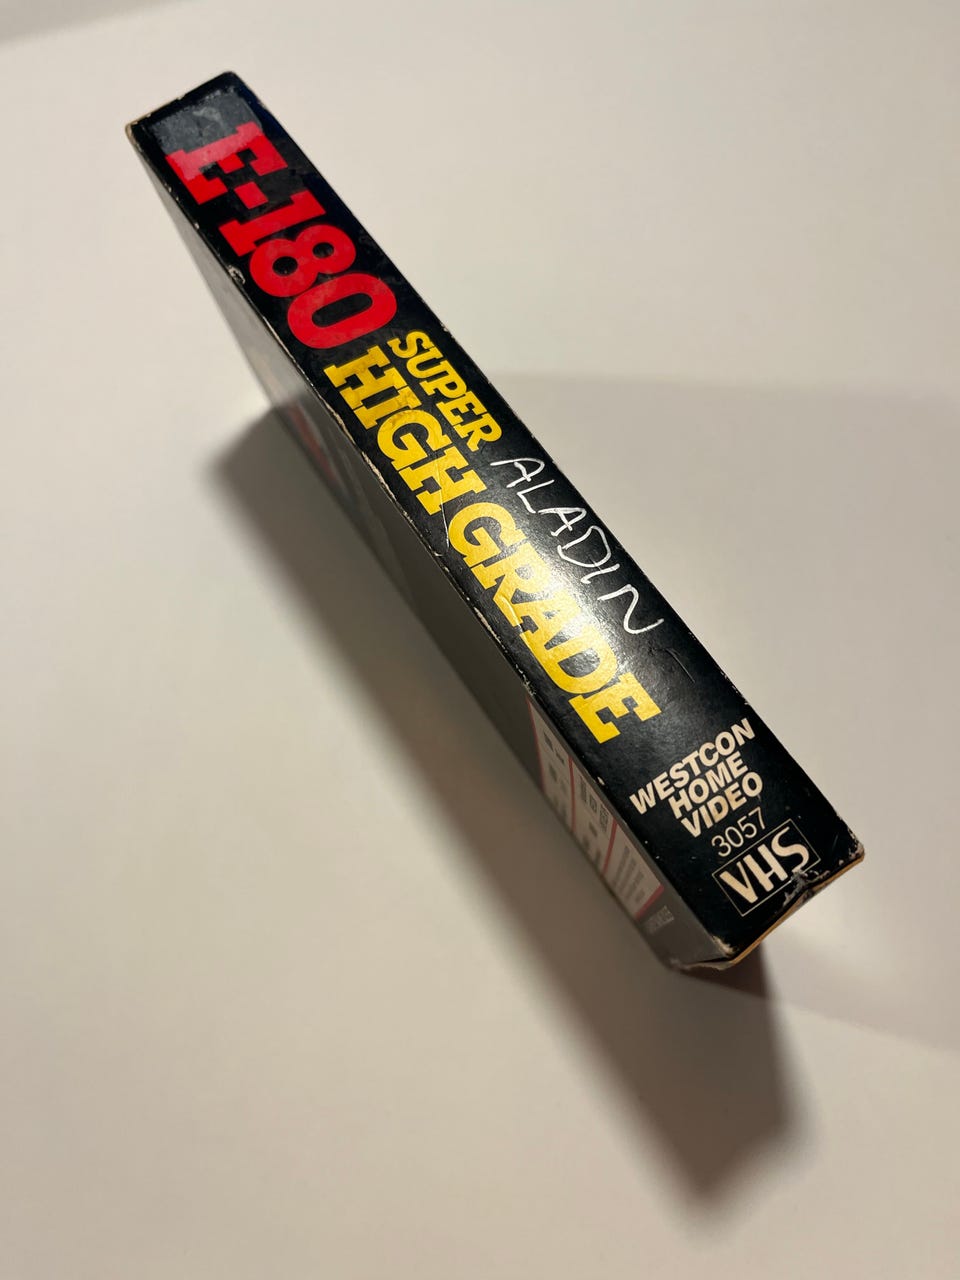 E-180
SUPER
HIGH GRADE
ALADIN
WESTCON
HOME
VIDEO
3057
VHS